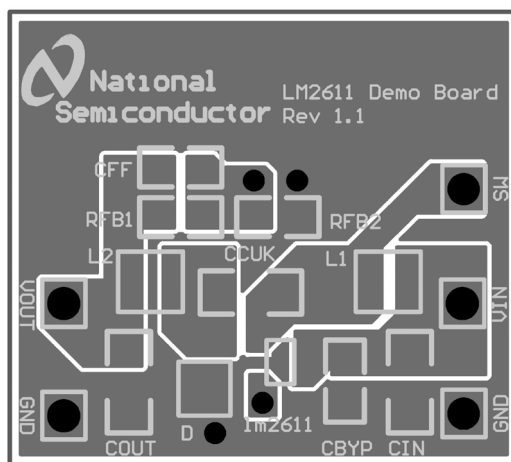 National
Semiconductor
LM2611 Demo Board
Rev 1.1
CFF
SW
RFB1
RFB2
L2
CCUK
L1
VOUT
VIN
GND
D
lm2611
GND
COUT
CBYP
CIN